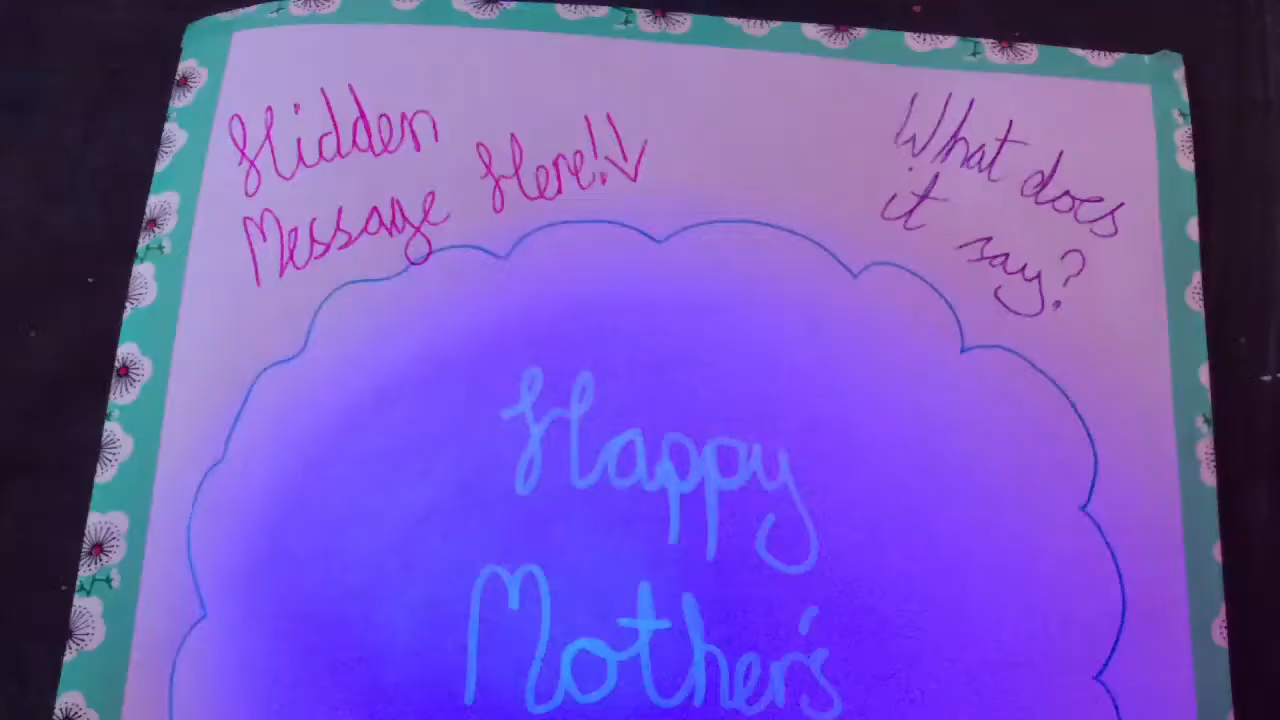 Hidden
Message Here!↓
What does
it say?
Happy
Mother's